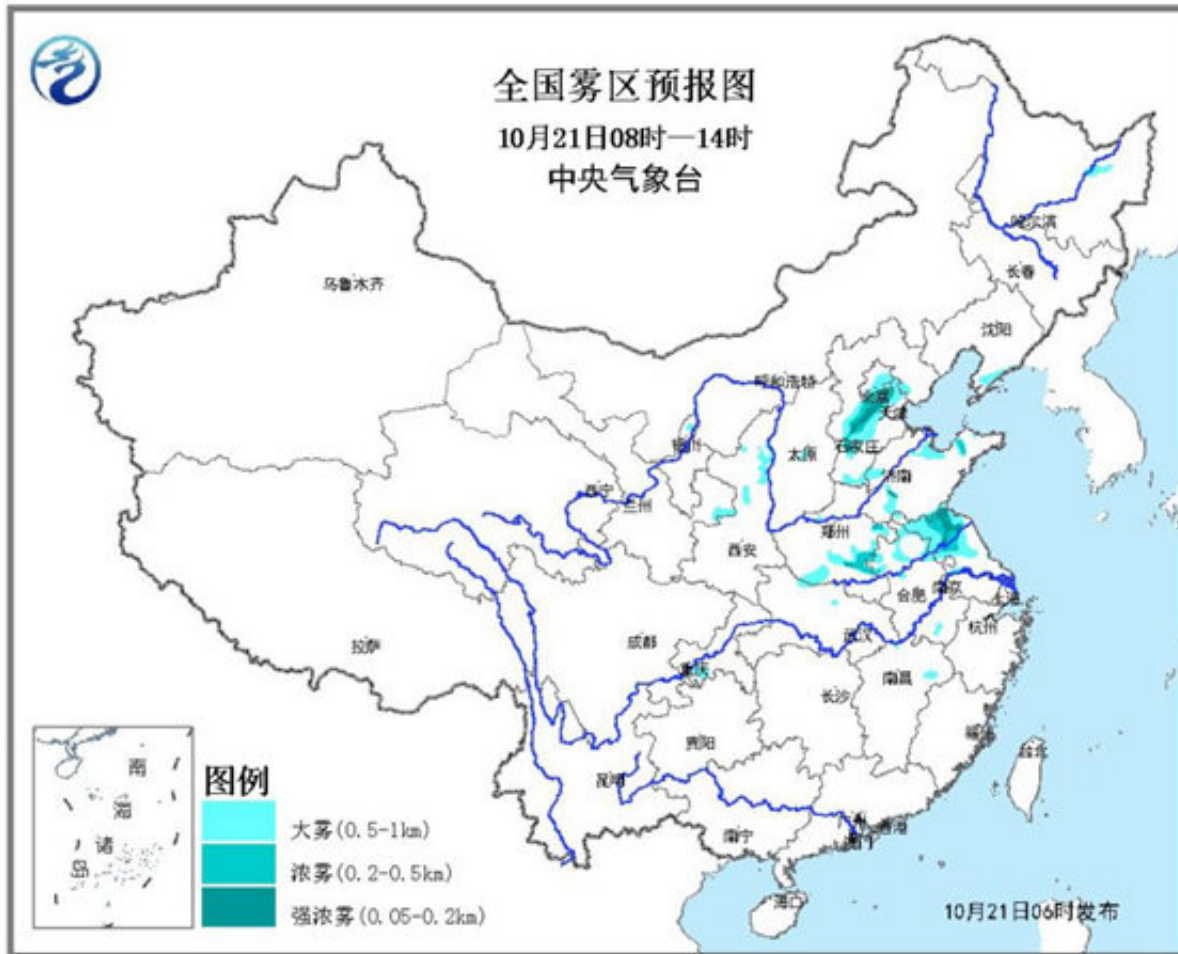 全国雾区预报图
10月21日08时—14时
中央气象台
哈尔滨
长春
乌鲁木齐
沈阳
呼和浩特
北京
天津
银川
太原
石家庄
济南
西宁
兰州
郑州
西安
合肥
南京
上海
杭州
武汉
成都
拉萨
重庆
南昌
长沙
贵阳
福州
台北
昆明
南宁
广州
香港
澳门
海口
南
海
诸
岛
图例
大雾(0.5-1km)
浓雾(0.2-0.5km)
强浓雾(0.05-0.2km)
10月21日06时发布